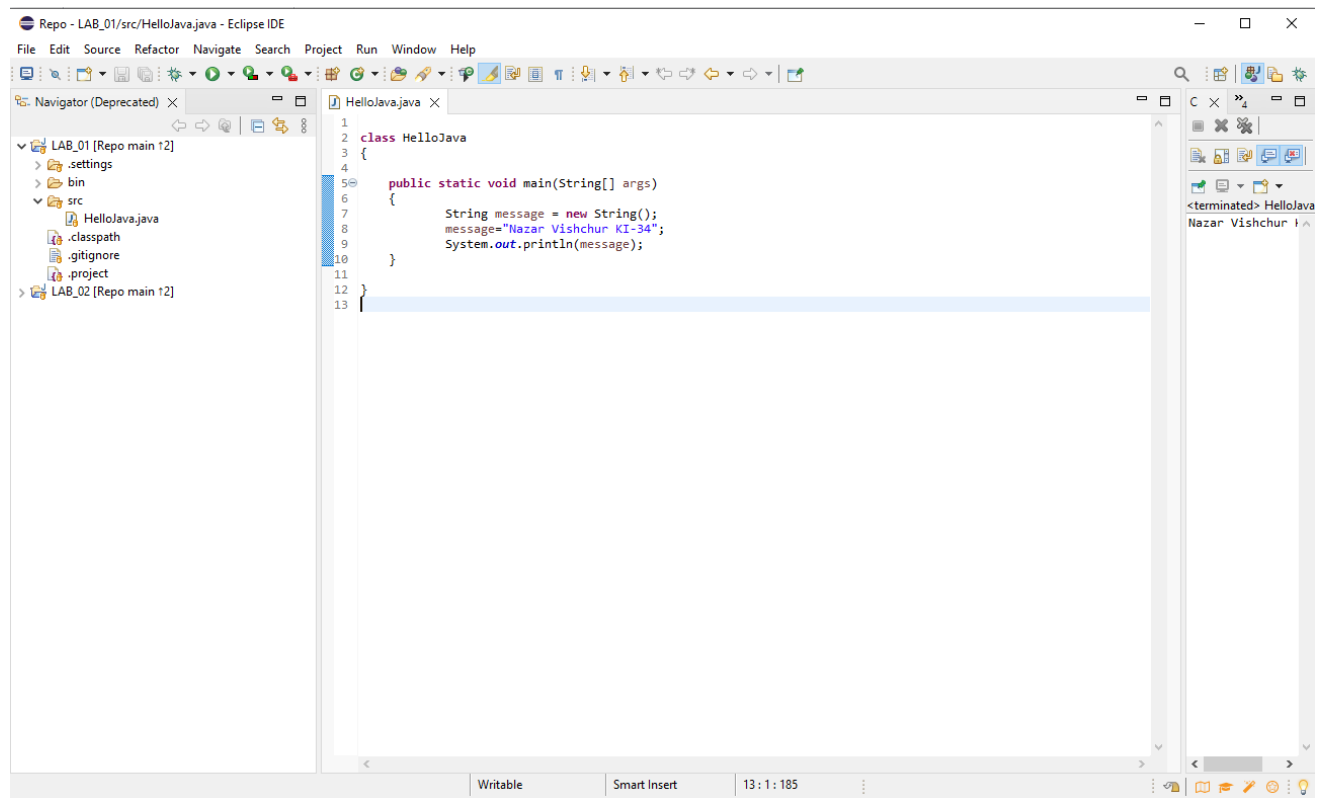 Repo - LAB_01/src/HelloJava.java - Eclipse IDE
File Edit Source Refactor Navigate Search Project Run Window Help
Navigator (Deprecated)
LAB_01 [Repo main ↑2]
.settings
bin
src
HelloJava.java
.classpath
.gitignore
.project
LAB_02 [Repo main ↑2]
HelloJava.java
1
2 class HelloJava
3 {
4
5 public static void main(String[] args)
6 {
7 String message = new String();
8 message="Nazar Vishchur KI-34";
9 System.out.println(message);
10 }
11
12 }
13
C
»4
<terminated> HelloJava
Nazar Vishchur
Writable Smart Insert 13 : 1 : 185